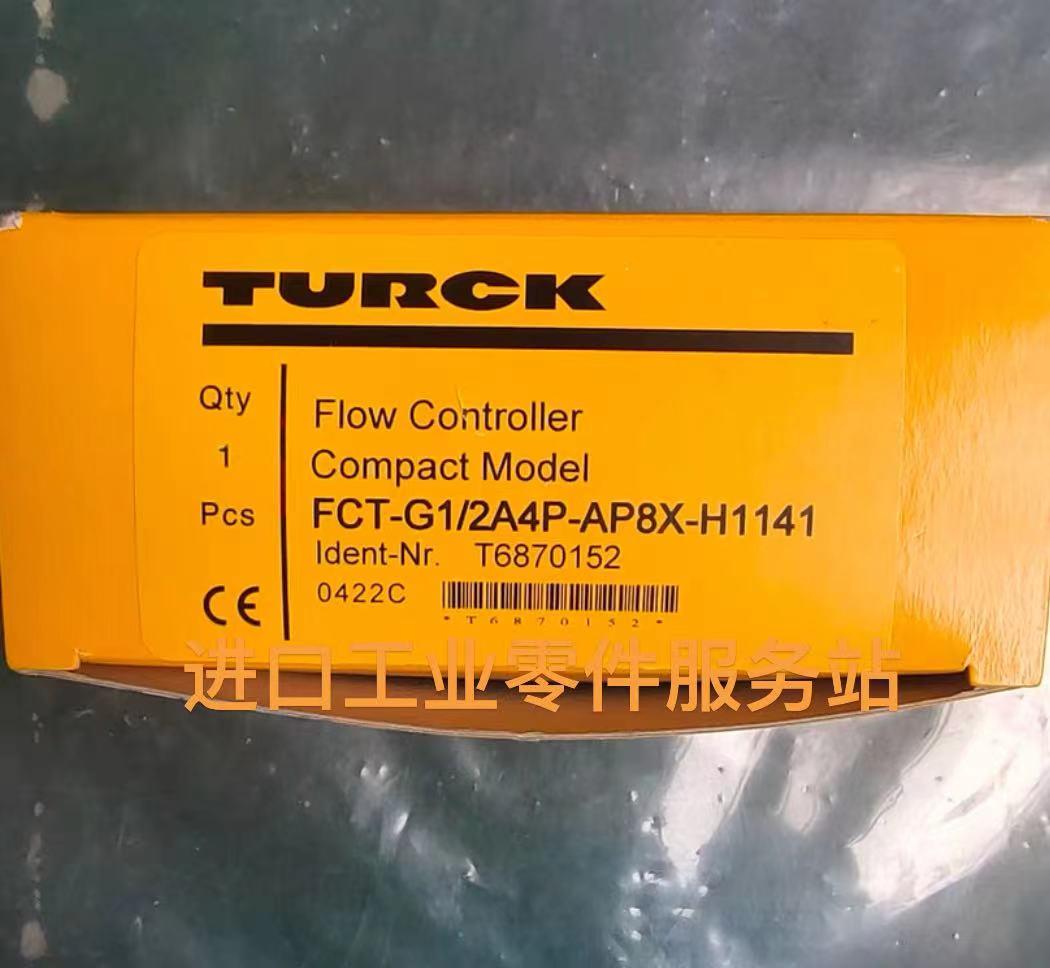 TURCK
Qty
1
Pcs
Flow Controller
Compact Model
FCT-G1/2A4P-AP8X-H1141
Ident-Nr. T6870152
0422C
*T6870152*
CE
进口工业零件服务站